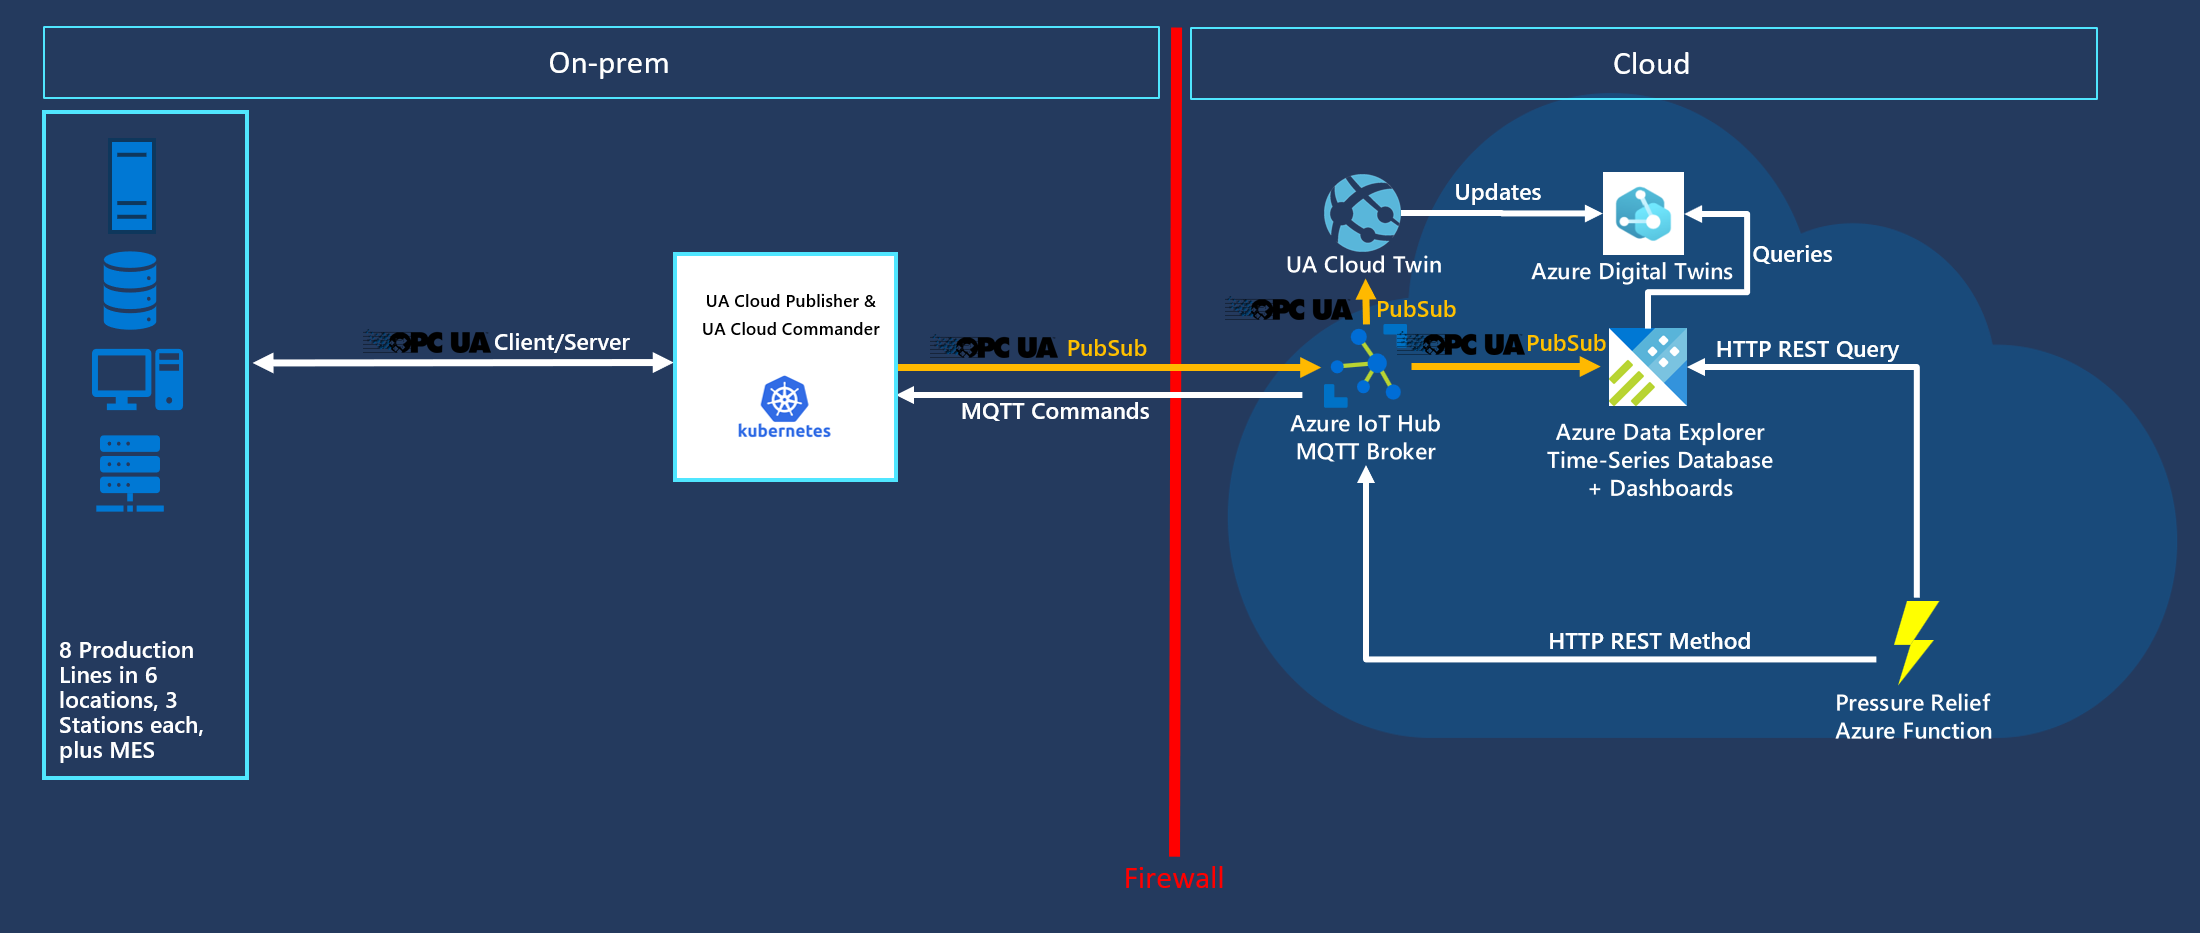 On-prem
Cloud
8 Production
Lines in 6
locations, 3
Stations each,
plus MES
OPC UA Client/Server
UA Cloud Publisher &
UA Cloud Commander
kubernetes
OPC UA PubSub
MQTT Commands
Firewall
UA Cloud Twin
Updates
Azure Digital Twins
Queries
OPC UA PubSub
OPC UA PubSub
Azure IoT Hub
MQTT Broker
HTTP REST Query
Azure Data Explorer
Time-Series Database
+ Dashboards
HTTP REST Method
Pressure Relief
Azure Function